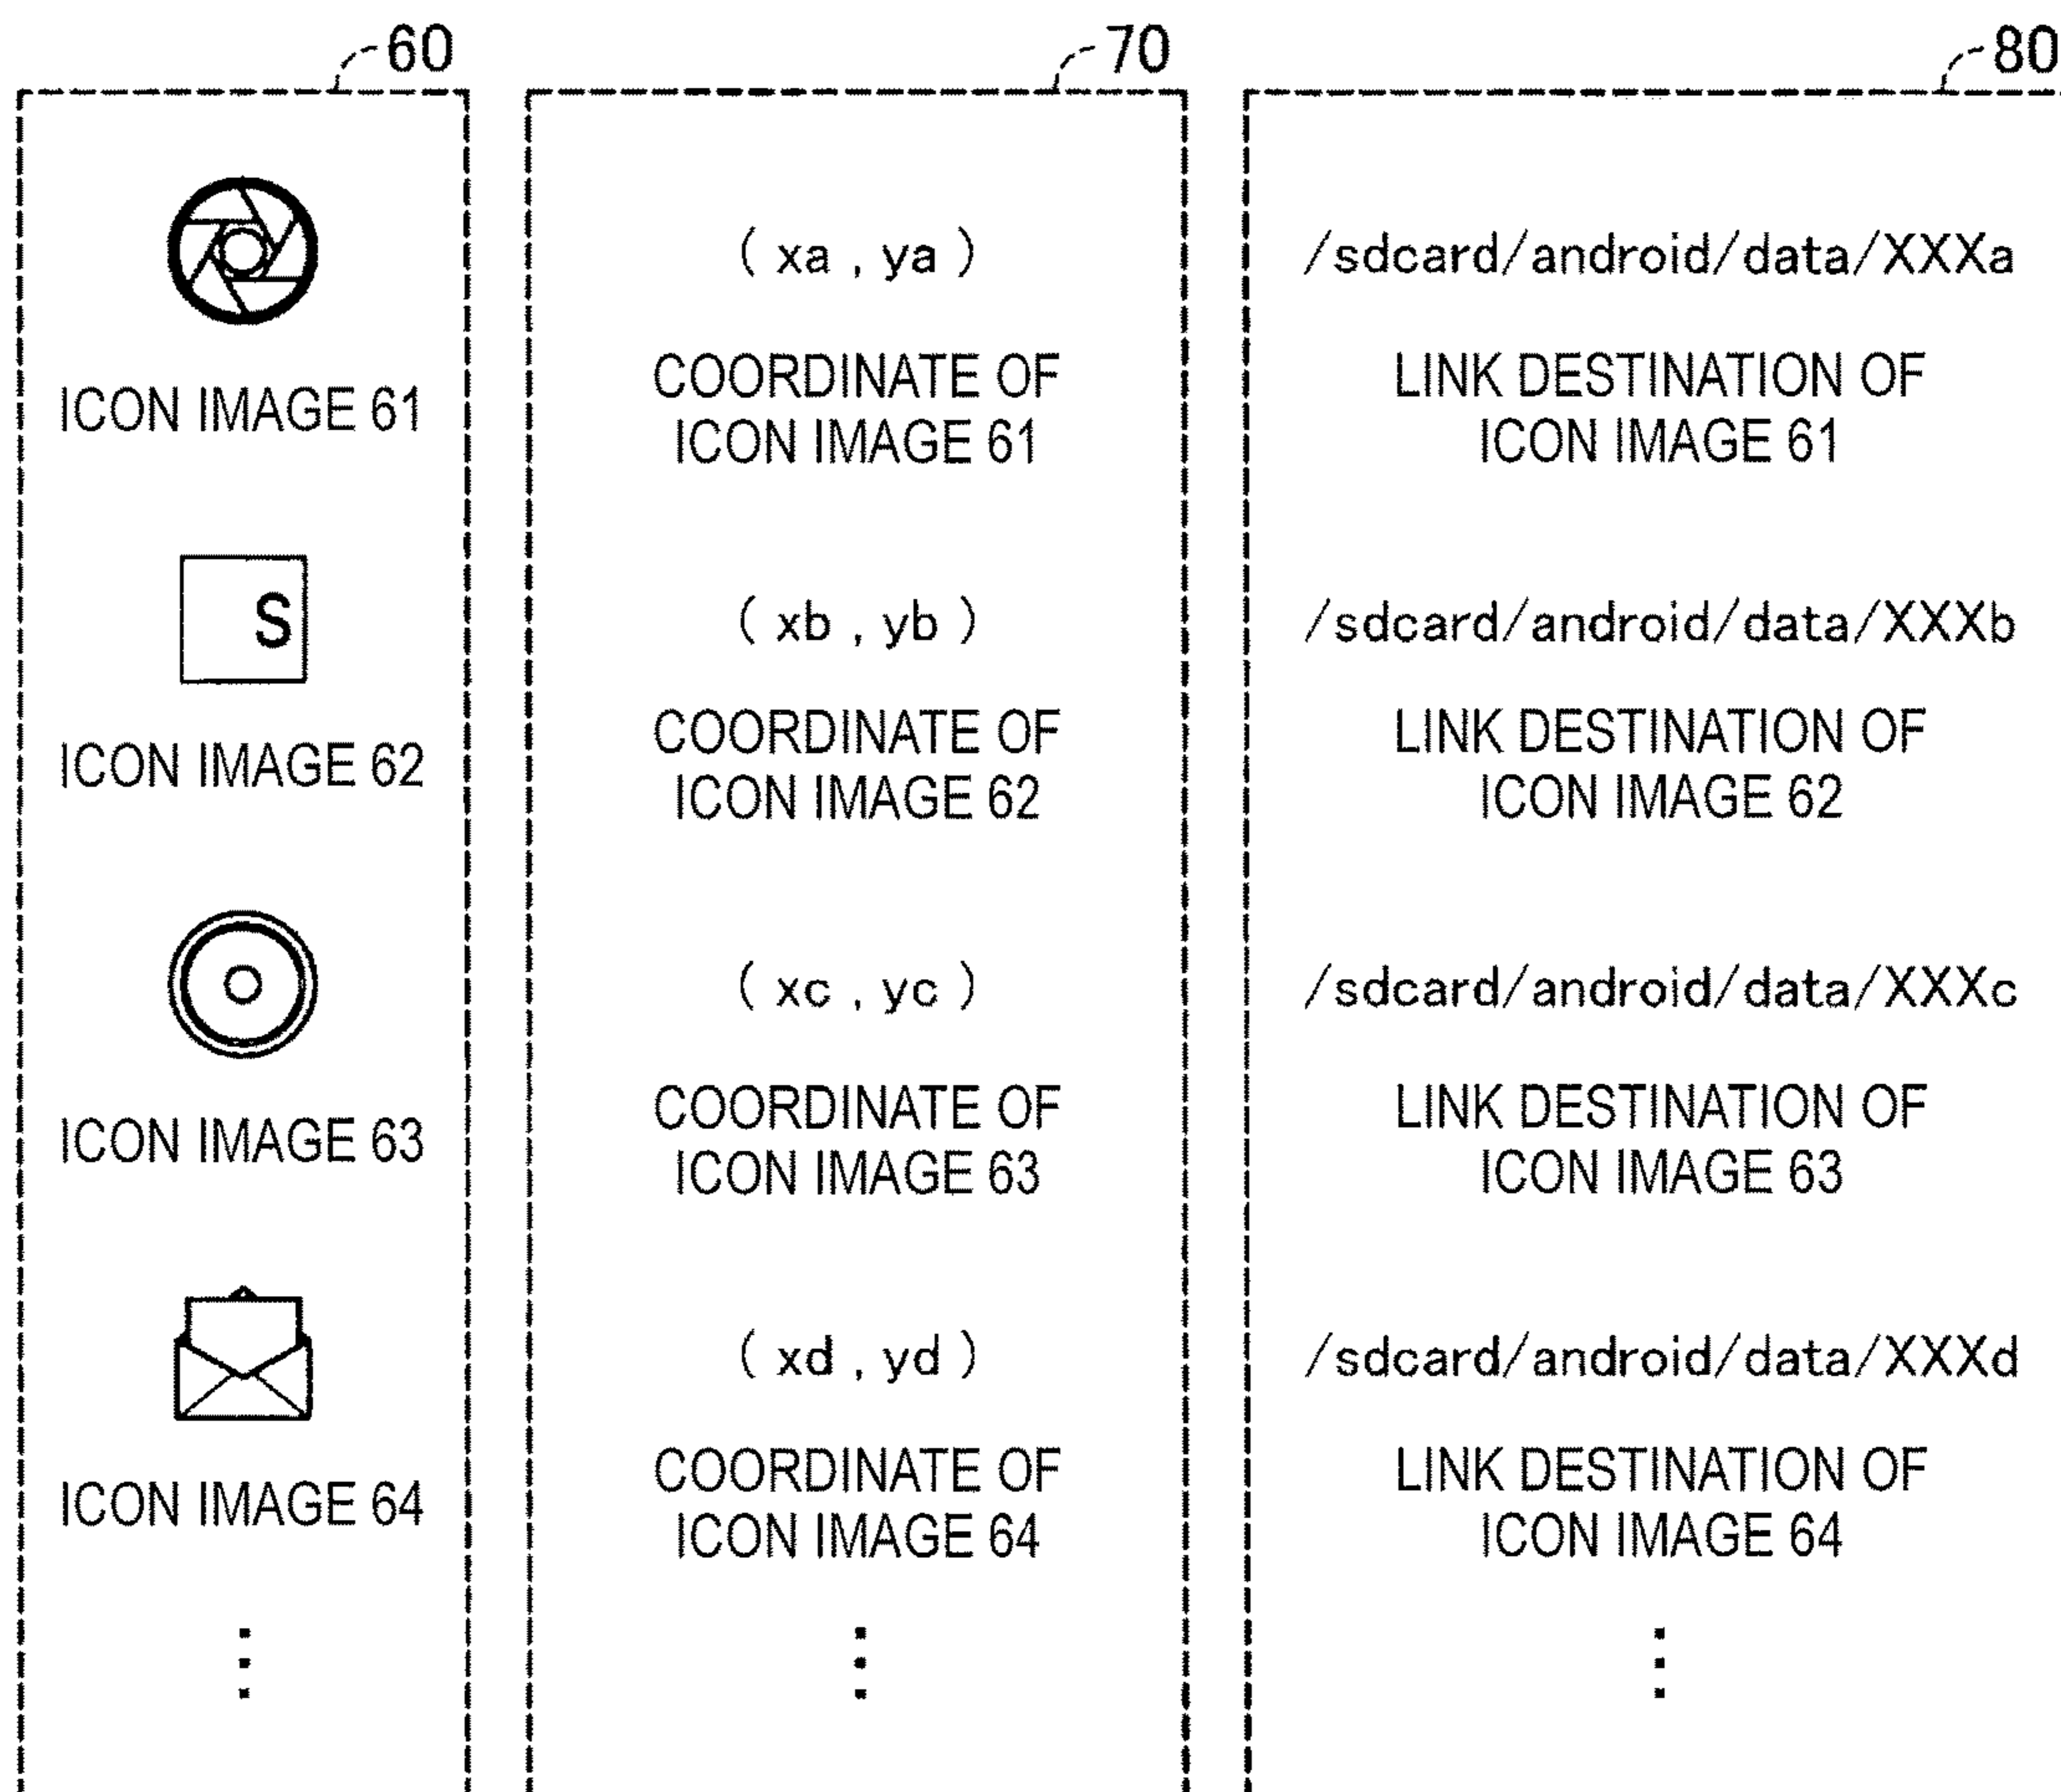 60
70
80
( xa , ya )
/sdcard/android/data/XXXa
ICON IMAGE 61
COORDINATE OF
ICON IMAGE 61
LINK DESTINATION OF
ICON IMAGE 61
S
( xb , yb )
/sdcard/android/data/XXXb
ICON IMAGE 62
COORDINATE OF
ICON IMAGE 62
LINK DESTINATION OF
ICON IMAGE 62
( xc , yc )
/sdcard/android/data/XXXc
ICON IMAGE 63
COORDINATE OF
ICON IMAGE 63
LINK DESTINATION OF
ICON IMAGE 63
( xd , yd )
/sdcard/android/data/XXXd
ICON IMAGE 64
COORDINATE OF
ICON IMAGE 64
LINK DESTINATION OF
ICON IMAGE 64